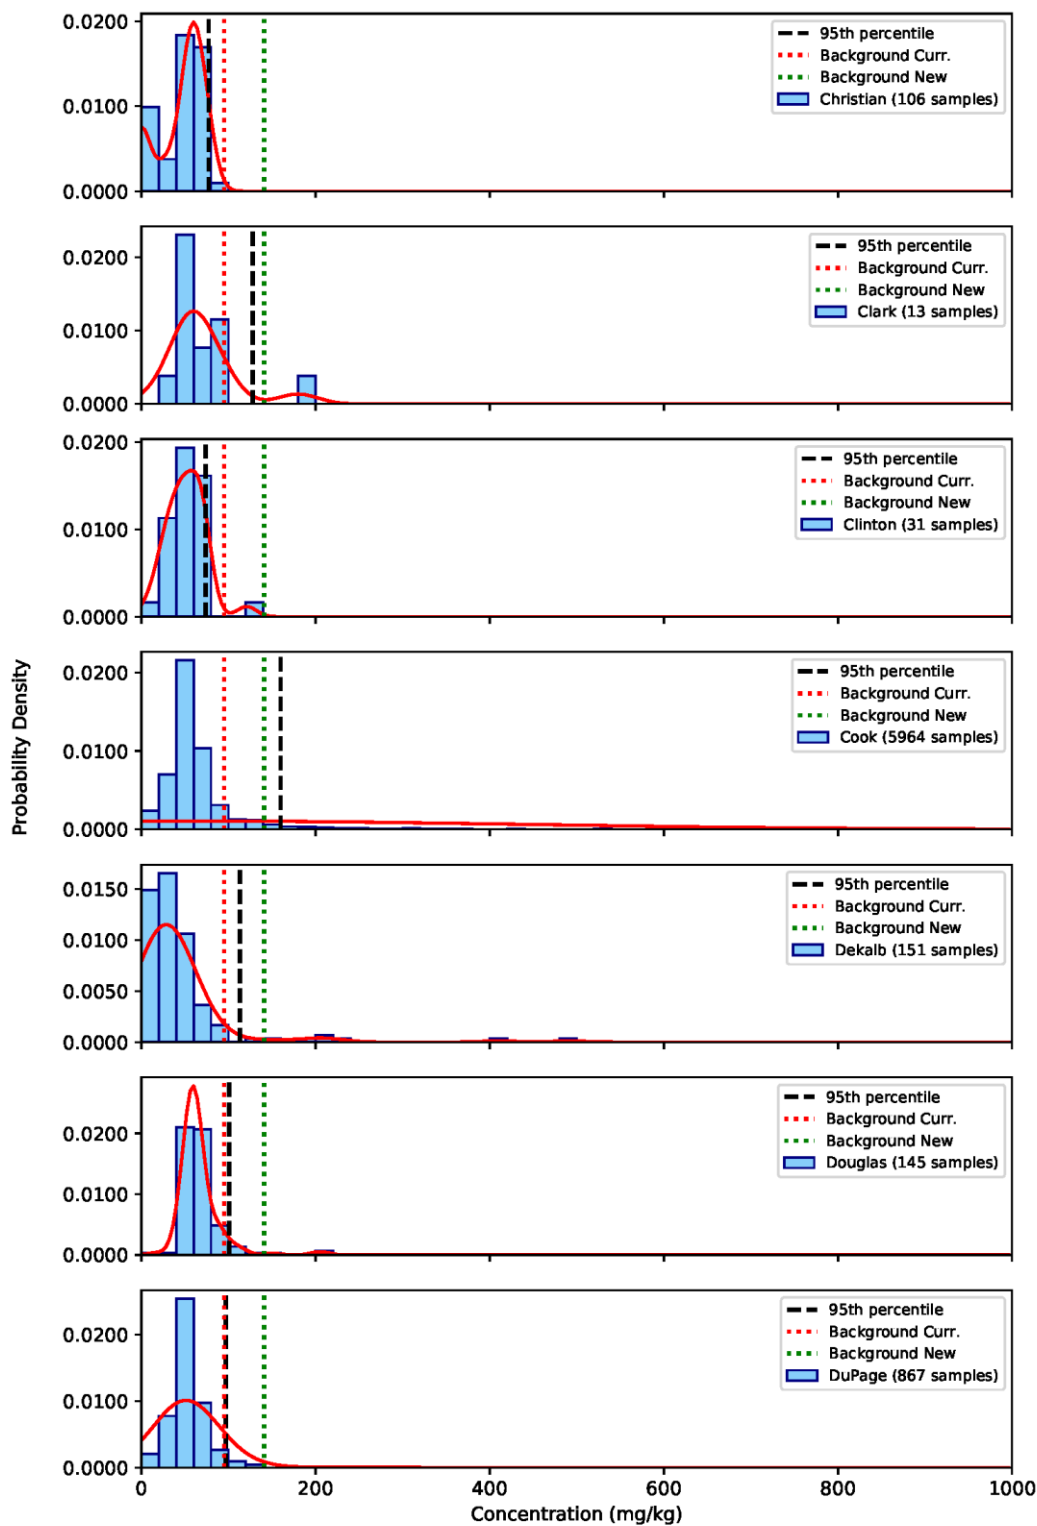 0.0200
0.0100
0.0000
95th percentile
Background Curr.
Background New
Christian (106 samples)
0.0200
0.0100
0.0000
95th percentile
Background Curr.
Background New
Clark (13 samples)
0.0200
0.0100
0.0000
95th percentile
Background Curr.
Background New
Clinton (31 samples)
Probability Density
0.0200
0.0100
0.0000
95th percentile
Background Curr.
Background New
Cook (5964 samples)
0.0150
0.0100
0.0050
0.0000
95th percentile
Background Curr.
Background New
Dekalb (151 samples)
0.0200
0.0100
0.0000
95th percentile
Background Curr.
Background New
Douglas (145 samples)
0.0200
0.0100
0.0000
95th percentile
Background Curr.
Background New
DuPage (867 samples)
0 200 400 600 800 1000
Concentration (mg/kg)